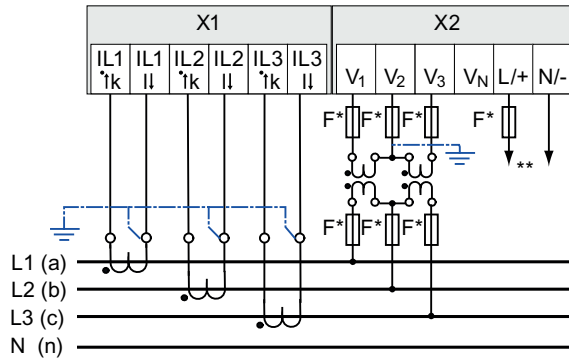 X1 X2
IL1 IL1 IL2 IL2 IL3 IL3 V1 V2 V3 VN L/+ N/-
↑k l↓ ↑k l↓ ↑k l↓
F* F* F* F*
**
F* F* F*
L1 (a)
L2 (b)
L3 (c)
N (n)